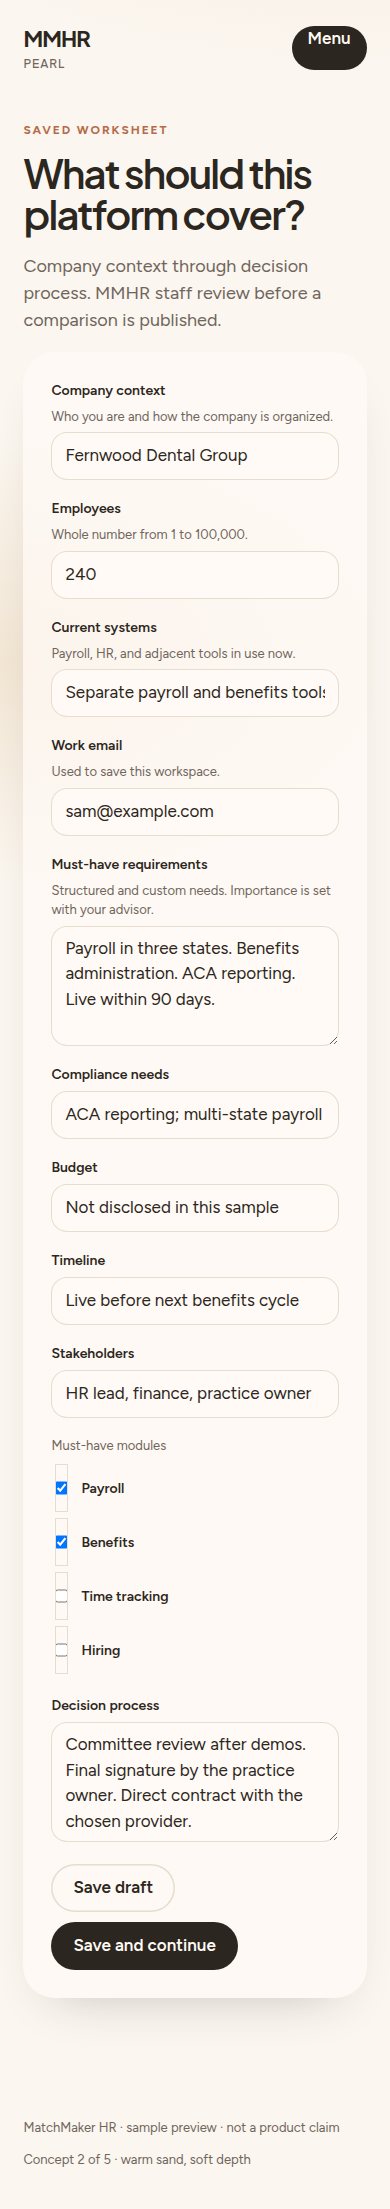 MMHR
PEARL
Menu
SAVED WORKSHEET
What should this
platform cover?
Company context through decision
process. MMHR staff review before a
comparison is published.
Company context
Who you are and how the company is organized.
Fernwood Dental Group
Employees
Whole number from 1 to 100,000.
240
Current systems
Payroll, HR, and adjacent tools in use now.
Separate payroll and benefits tools
Work email
Used to save this workspace.
sam@example.com
Must-have requirements
Structured and custom needs. Importance is set
with your advisor.
Payroll in three states. Benefits
administration. ACA reporting.
Live within 90 days.
Compliance needs
ACA reporting; multi-state payroll
Budget
Not disclosed in this sample
Timeline
Live before next benefits cycle
Stakeholders
HR lead, finance, practice owner
Must-have modules
Payroll
Benefits
Time tracking
Hiring
Decision process
Committee review after demos.
Final signature by the practice
owner. Direct contract with the
chosen provider.
Save draft
Save and continue
MatchMaker HR · sample preview · not a product claim
Concept 2 of 5 · warm sand, soft depth